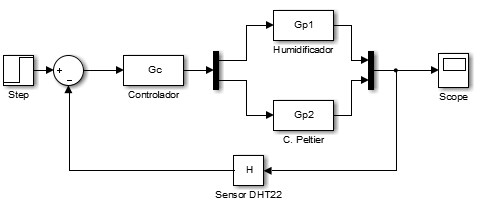 Gp1
Humidificador
+
−
Gc
Step
Controlador
Scope
Gp2
C. Peltier
H
Sensor DHT22